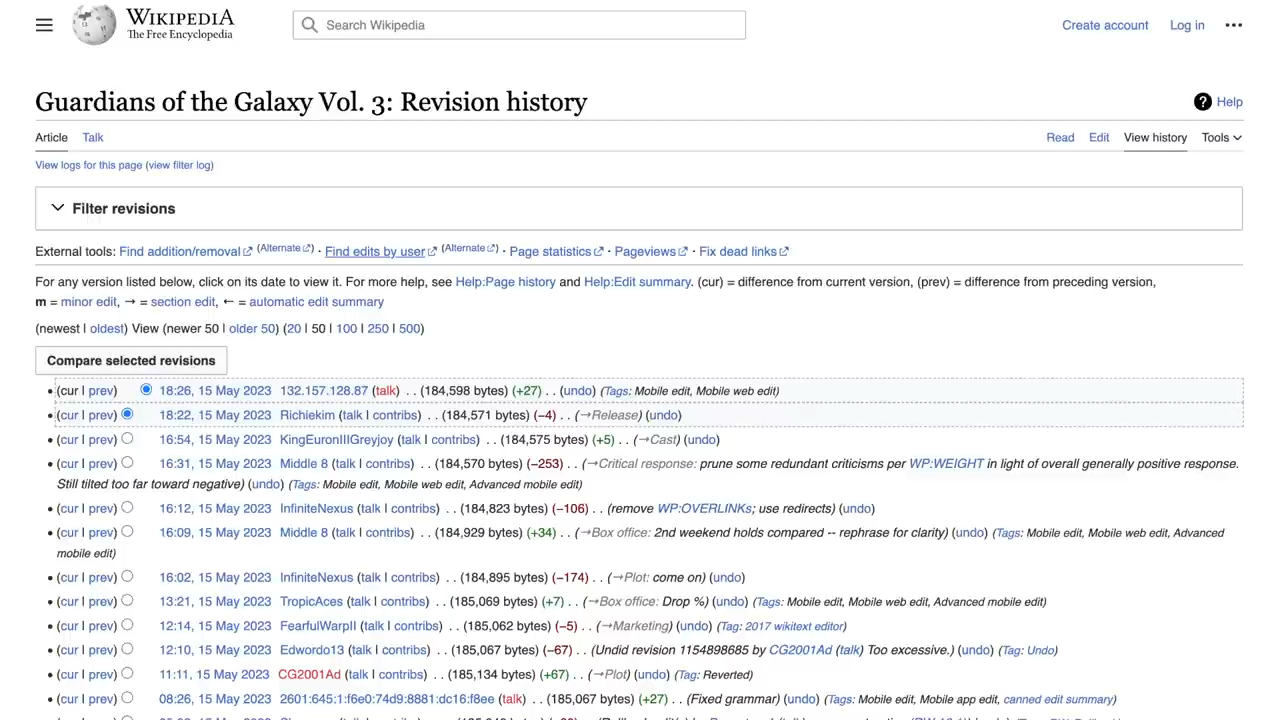 WIKIPEDIA
The Free Encyclopedia
Search Wikipedia
Create account Log in •••
Guardians of the Galaxy Vol. 3: Revision history
? Help
Article Talk Read Edit View history Tools
View logs for this page (view filter log)
Filter revisions
External tools: Find addition/removal (Alternate) · Find edits by user (Alternate) · Page statistics · Pageviews · Fix dead links
For any version listed below, click on its date to view it. For more help, see Help:Page history and Help:Edit summary. (cur) = difference from current version, (prev) = difference from preceding version,
m = minor edit, → = section edit, ← = automatic edit summary
(newest | oldest) View (newer 50 | older 50) (20 | 50 | 100 | 250 | 500)
Compare selected revisions
• (cur | prev) 18:26, 15 May 2023 132.157.128.87 (talk) . . (184,598 bytes) (+27) . . (undo) (Tags: Mobile edit, Mobile web edit)
• (cur | prev) 18:22, 15 May 2023 Richiekim (talk | contribs) . . (184,571 bytes) (−4) . . (→Release) (undo)
• (cur | prev) 16:54, 15 May 2023 KingEuronIIIGreyjoy (talk | contribs) . . (184,575 bytes) (+5) . . (→Cast) (undo)
• (cur | prev) 16:31, 15 May 2023 Middle 8 (talk | contribs) . . (184,570 bytes) (−253) . . (→Critical response: prune some redundant criticisms per WP:WEIGHT in light of overall generally positive response.
Still tilted too far toward negative) (undo) (Tags: Mobile edit, Mobile web edit, Advanced mobile edit)
• (cur | prev) 16:12, 15 May 2023 InfiniteNexus (talk | contribs) . . (184,823 bytes) (−106) . . (remove WP:OVERLINKs; use redirects) (undo)
• (cur | prev) 16:09, 15 May 2023 Middle 8 (talk | contribs) . . (184,929 bytes) (+34) . . (→Box office: 2nd weekend holds compared -- rephrase for clarity) (undo) (Tags: Mobile edit, Mobile web edit, Advanced
mobile edit)
• (cur | prev) 16:02, 15 May 2023 InfiniteNexus (talk | contribs) . . (184,895 bytes) (−174) . . (→Plot: come on) (undo)
• (cur | prev) 13:21, 15 May 2023 TropicAces (talk | contribs) . . (185,069 bytes) (+7) . . (→Box office: Drop %) (undo) (Tags: Mobile edit, Mobile web edit, Advanced mobile edit)
• (cur | prev) 12:14, 15 May 2023 FearfulWarpII (talk | contribs) . . (185,062 bytes) (−5) . . (→Marketing) (undo) (Tag: 2017 wikitext editor)
• (cur | prev) 12:10, 15 May 2023 Edwordo13 (talk | contribs) . . (185,067 bytes) (−67) . . (Undid revision 1154898685 by CG2001Ad (talk) Too excessive.) (undo) (Tag: Undo)
• (cur | prev) 11:11, 15 May 2023 CG2001Ad (talk | contribs) . . (185,134 bytes) (+67) . . (→Plot) (undo) (Tag: Reverted)
• (cur | prev) 08:26, 15 May 2023 2601:645:1:f6e0:74d9:8881:dc16:f8ee (talk) . . (185,067 bytes) (+27) . . (Fixed grammar) (undo) (Tags: Mobile edit, Mobile app edit, canned edit summary)